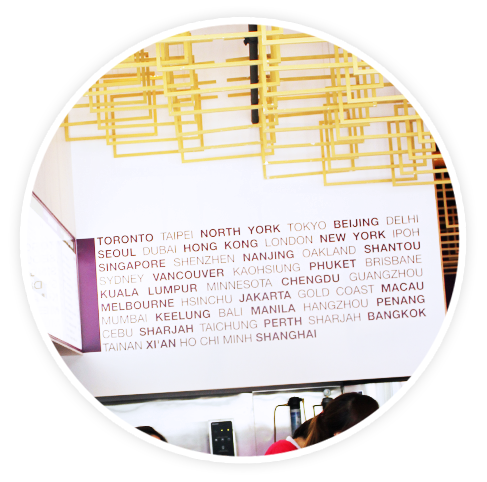 TORONTO TAIPEI NORTH YORK TOKYO BEIJING DELHI
SEOUL DUBAI HONG KONG LONDON NEW YORK IPOH
SINGAPORE SHENZHEN NANJING OAKLAND SHANTOU
SYDNEY VANCOUVER KAOHSIUNG PHUKET BRISBANE
KUALA LUMPUR MINNESOTA CHENGDU GUANGZHOU
MELBOURNE HSINCHU JAKARTA GOLD COAST MACAU
MUMBAI KEELUNG BALI MANILA HANGZHOU PENANG
CEBU SHARJAH TAICHUNG PERTH SHARJAH BANGKOK
TAINAN XI'AN HO CHI MINH SHANGHAI